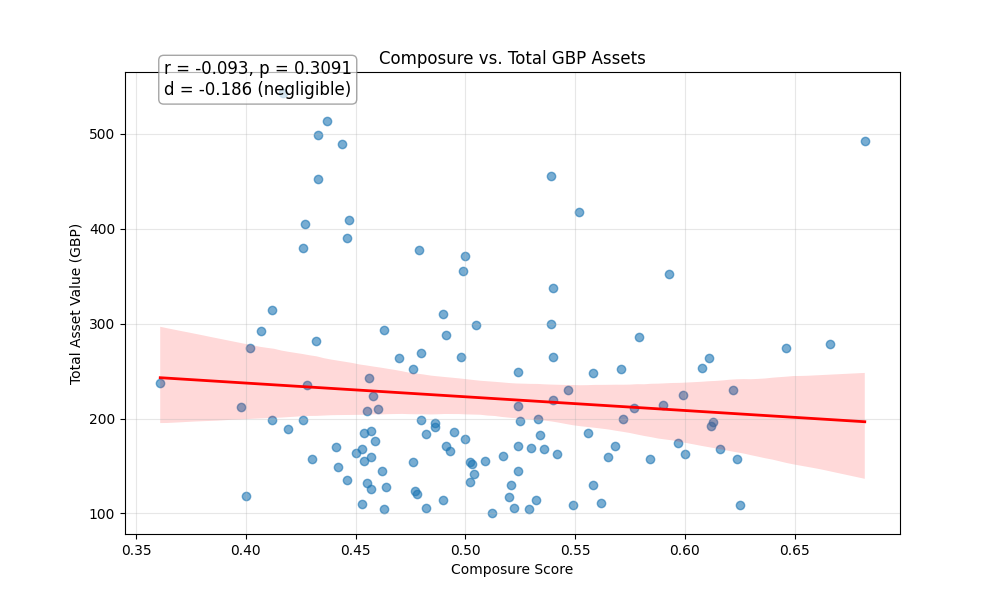 Composure vs. Total GBP Assets
r = -0.093, p = 0.3091
d = -0.186 (negligible)
Total Asset Value (GBP)
500
400
300
200
100
0.35 0.40 0.45 0.50 0.55 0.60 0.65
Composure Score